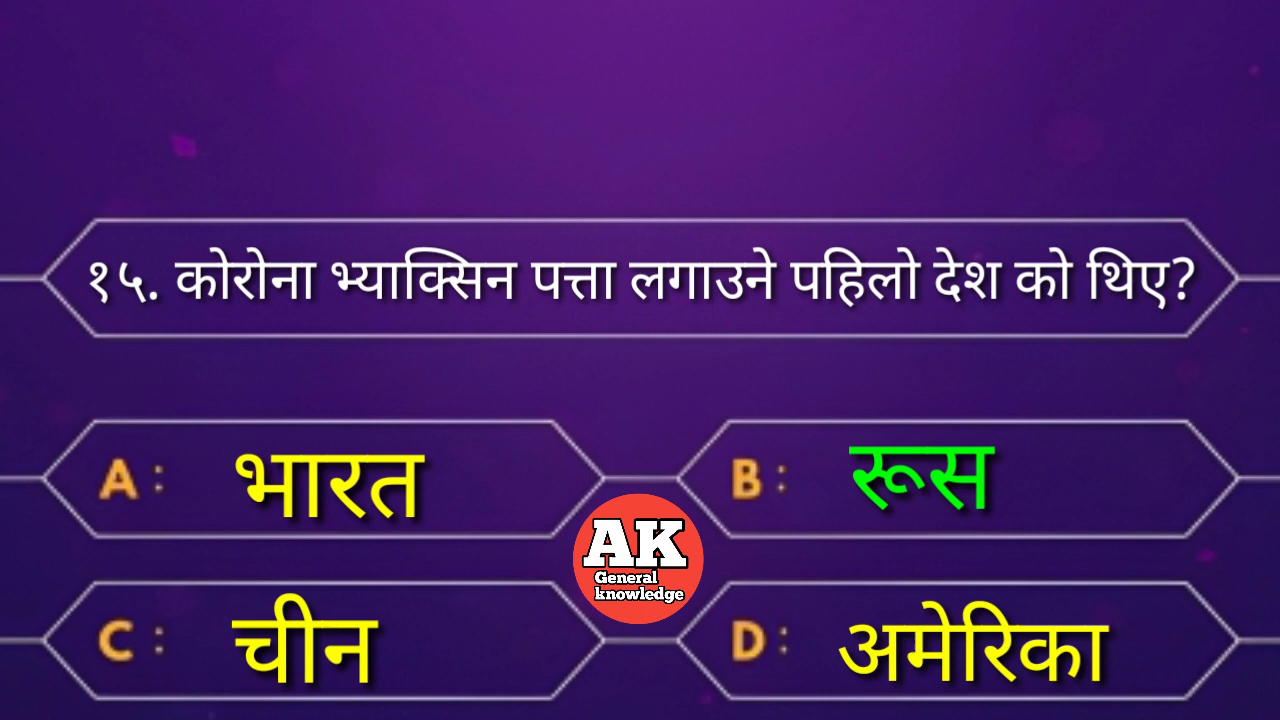 १५. कोरोना भ्याक्सिन पत्ता लगाउने पहिलो देश को थिए?
A : भारत
B : रूस
AK
General
knowledge
C : चीन
D : अमेरिका